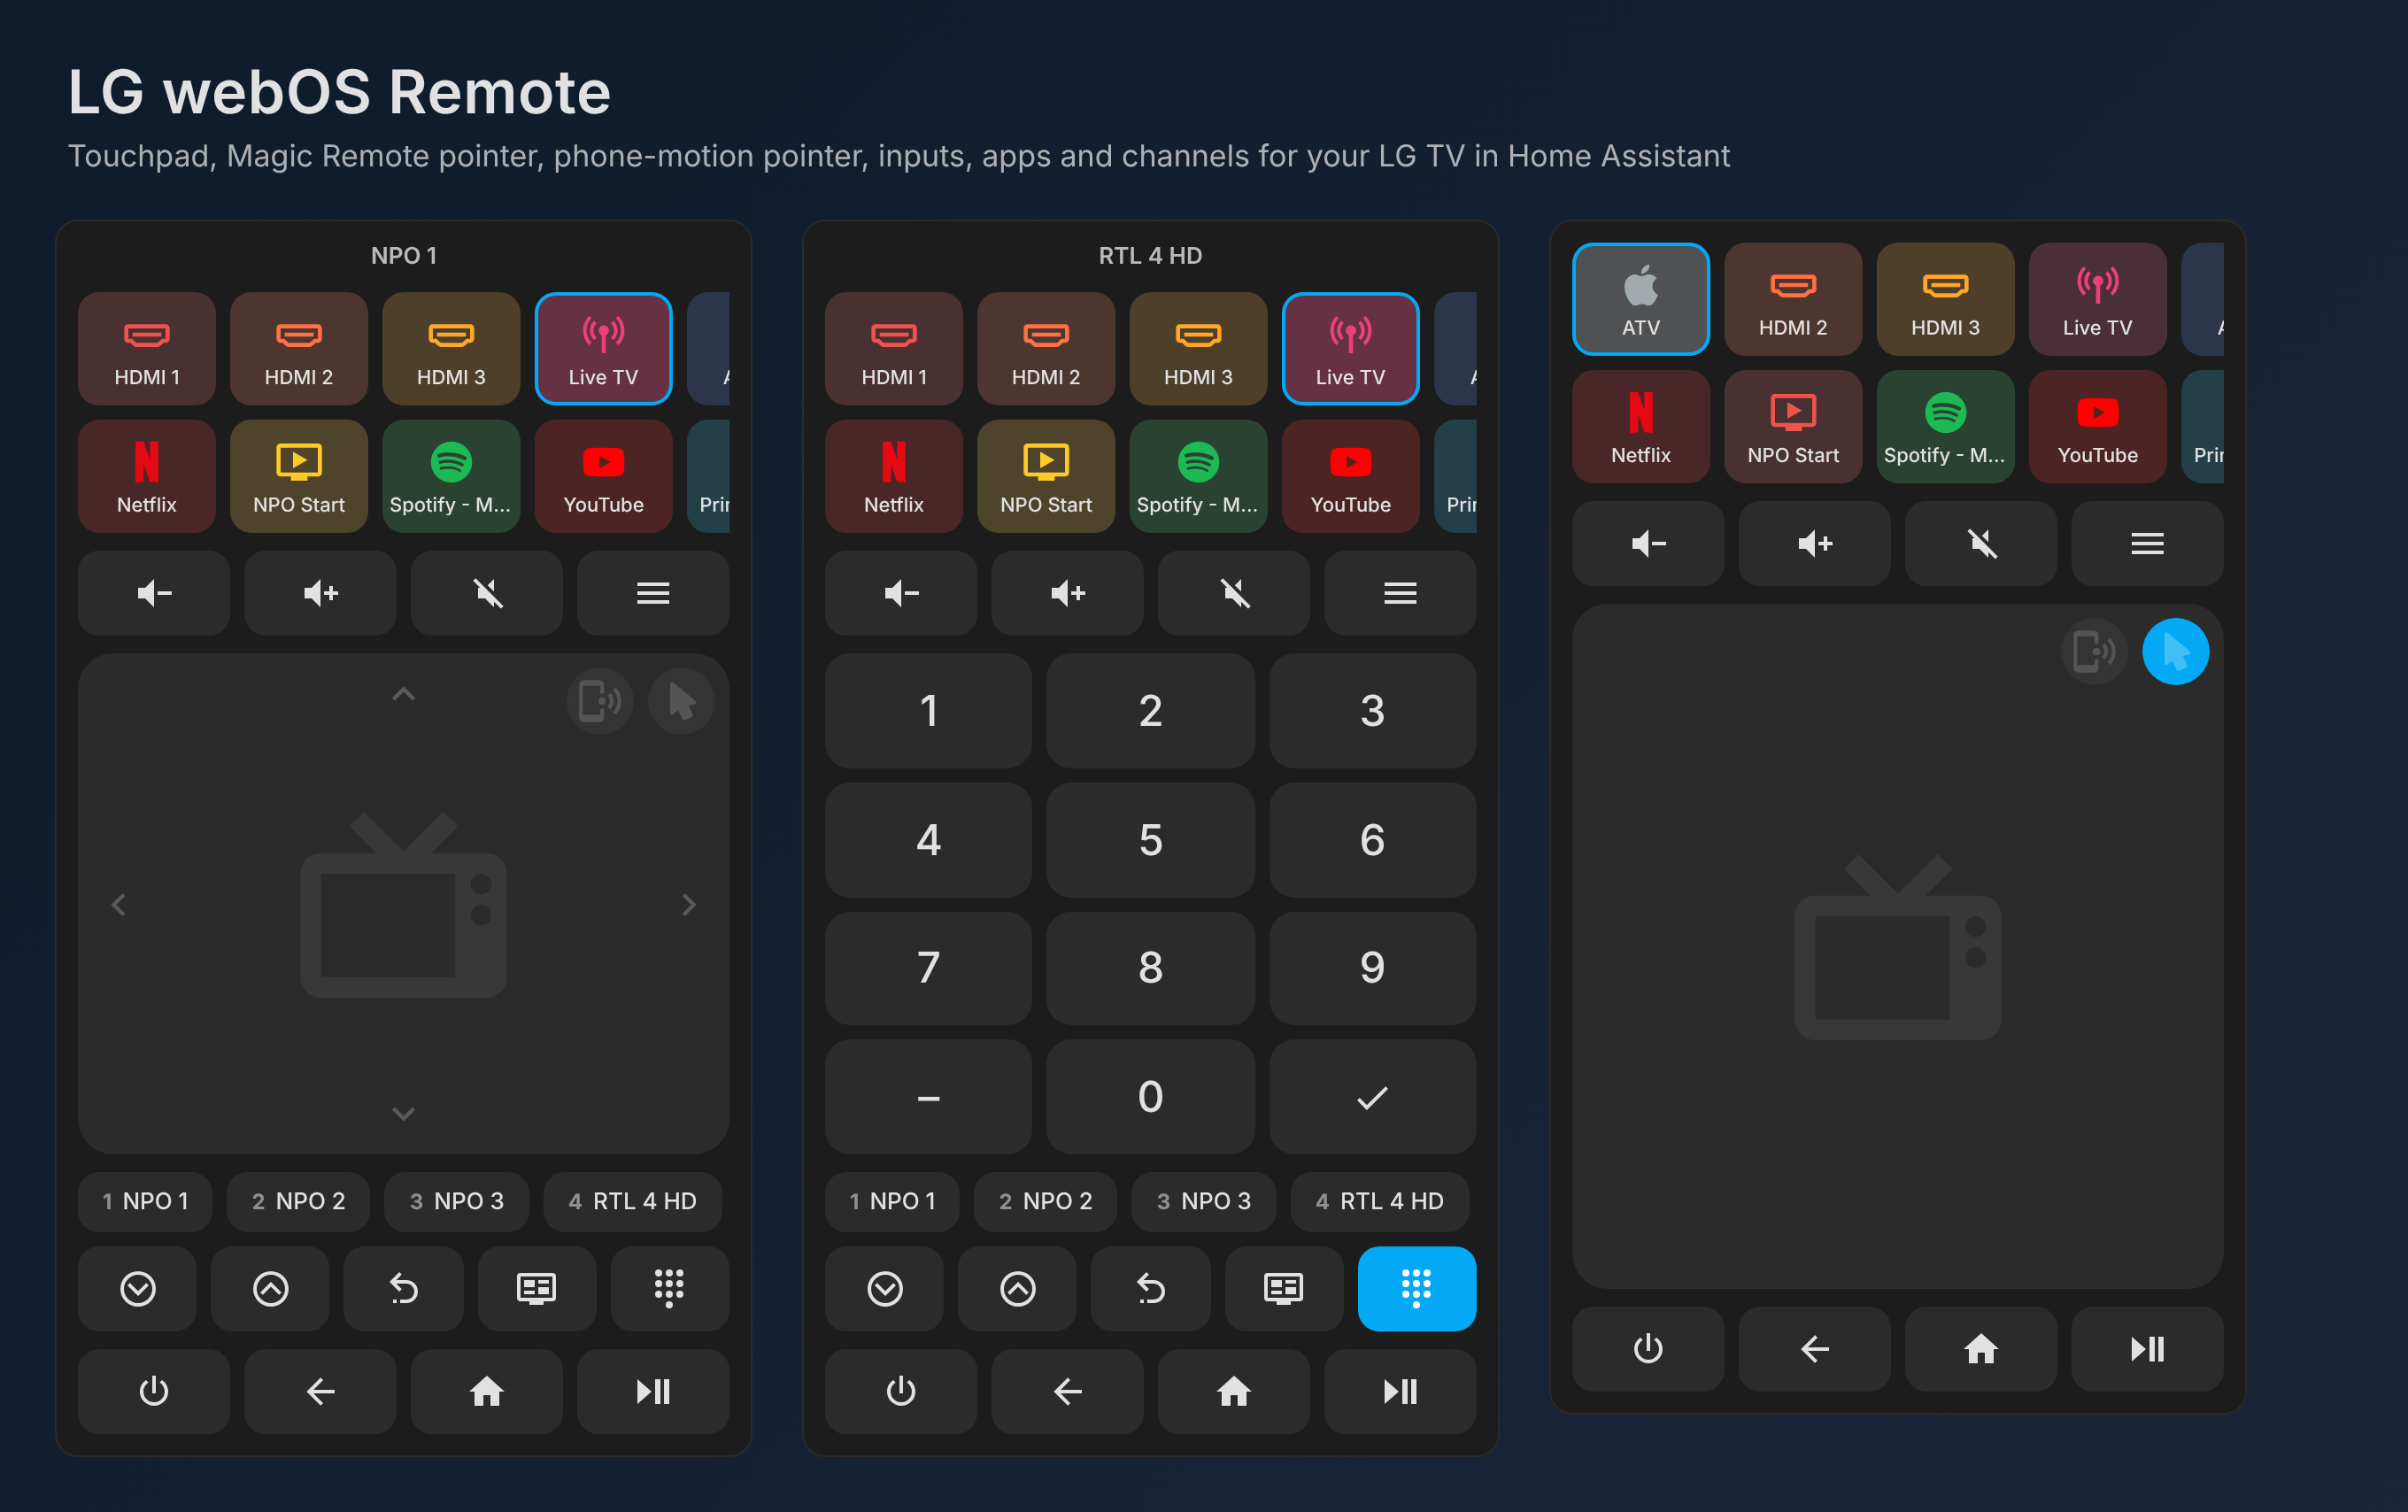 LG webOS Remote
Touchpad, Magic Remote pointer, phone-motion pointer, inputs, apps and channels for your LG TV in Home Assistant
NPO 1
HDMI 1 HDMI 2 HDMI 3 Live TV
Netflix NPO Start Spotify - M... YouTube Prir
1 NPO 1 2 NPO 2 3 NPO 3 4 RTL 4 HD
RTL 4 HD
HDMI 1 HDMI 2 HDMI 3 Live TV
Netflix NPO Start Spotify - M... YouTube Prir
1 2 3
4 5 6
7 8 9
– 0
1 NPO 1 2 NPO 2 3 NPO 3 4 RTL 4 HD
ATV HDMI 2 HDMI 3 Live TV
Netflix NPO Start Spotify - M... YouTube Prir